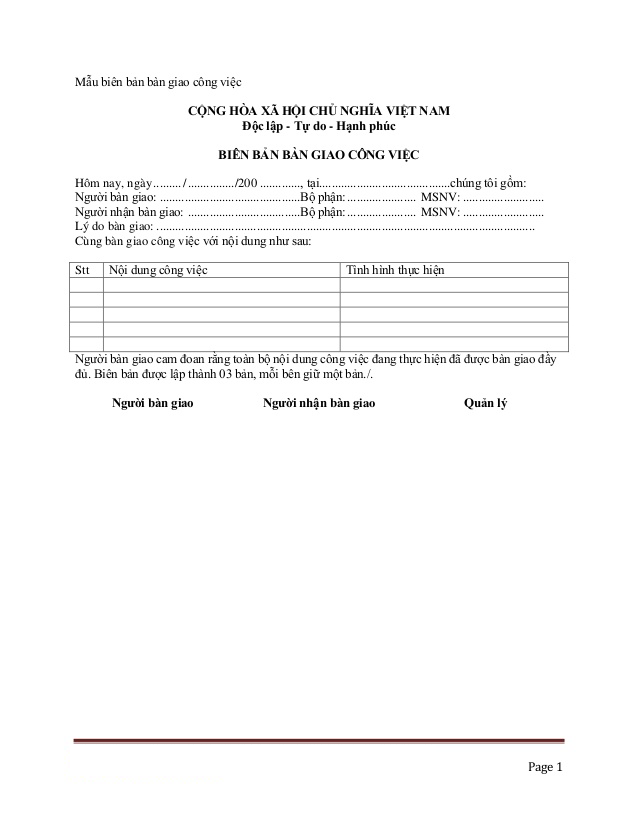 Mẫu biên bản bàn giao công việc
CỘNG HÒA XÃ HỘI CHỦ NGHĨA VIỆT NAM
Độc lập - Tự do - Hạnh phúc
BIÊN BẢN BÀN GIAO CÔNG VIỆC
Hôm nay, ngày........./.............../200 ............., tại..........................................chúng tôi gồm:
Người bàn giao: .............................................Bộ phận:...................... MSNV: ..........................
Người nhận bàn giao: ....................................Bộ phận:...................... MSNV: ..........................
Lý do bàn giao: ..........................................................................................................................
Cùng bàn giao công việc với nội dung như sau:
Stt Nội dung công việc Tình hình thực hiện
Người bàn giao cam đoan rằng toàn bộ nội dung công việc đang thực hiện đã được bàn giao đầy
đủ. Biên bản được lập thành 03 bản, mỗi bên giữ một bản./.
Người bàn giao Người nhận bàn giao Quản lý
Page 1